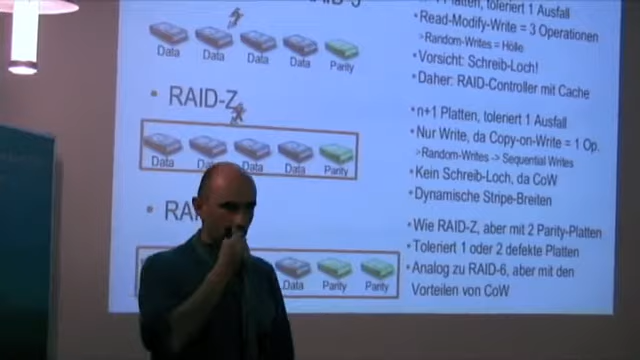 n+1 Platten, toleriert 1 Ausfall
• Read-Modify-Write = 3 Operationen
>Random-Writes = Hölle
• Vorsicht: Schreib-Loch!
• Daher: RAID-Controller mit Cache
Data Data Data Data Parity
• RAID-Z
• n+1 Platten, toleriert 1 Ausfall
• Nur Write, da Copy-on-Write = 1 Op.
>Random-Writes -> Sequential Writes
• Kein Schreib-Loch, da CoW
• Dynamische Stripe-Breiten
Data Data Data Data Parity
• Wie RAID-Z, aber mit 2 Parity-Platten
• Toleriert 1 oder 2 defekte Platten
• Analog zu RAID-6, aber mit den
Vorteilen von CoW
Data Parity Parity